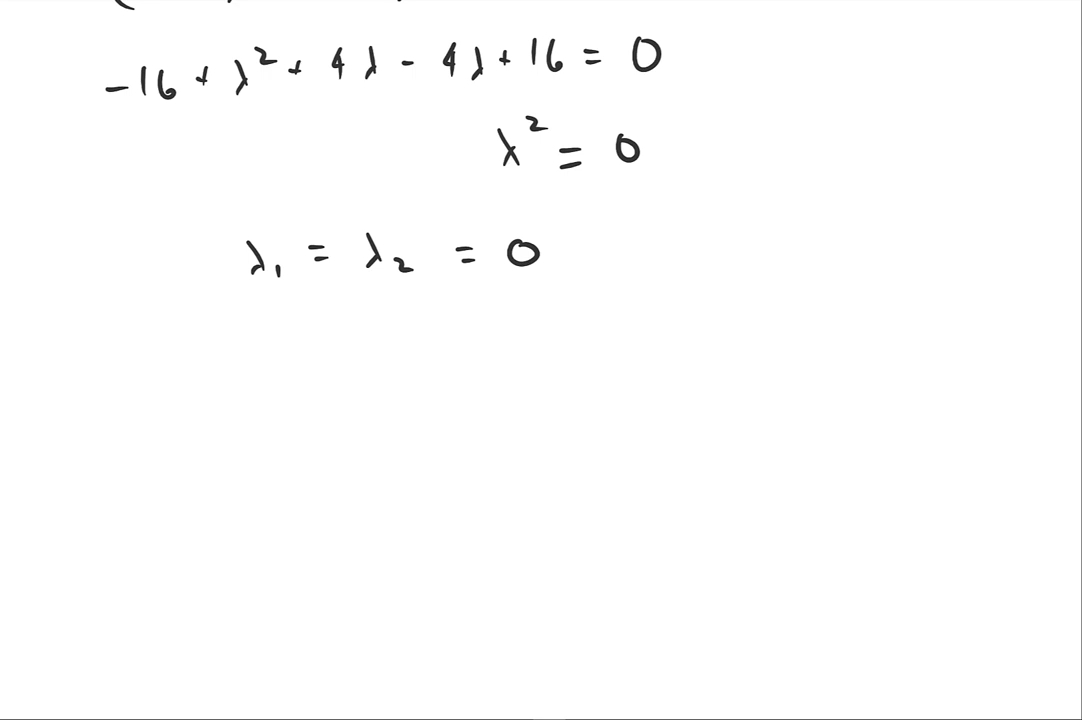 -16 + λ² + 4λ - 4λ + 16 = 0
λ² = 0
λ₁ = λ₂ = 0